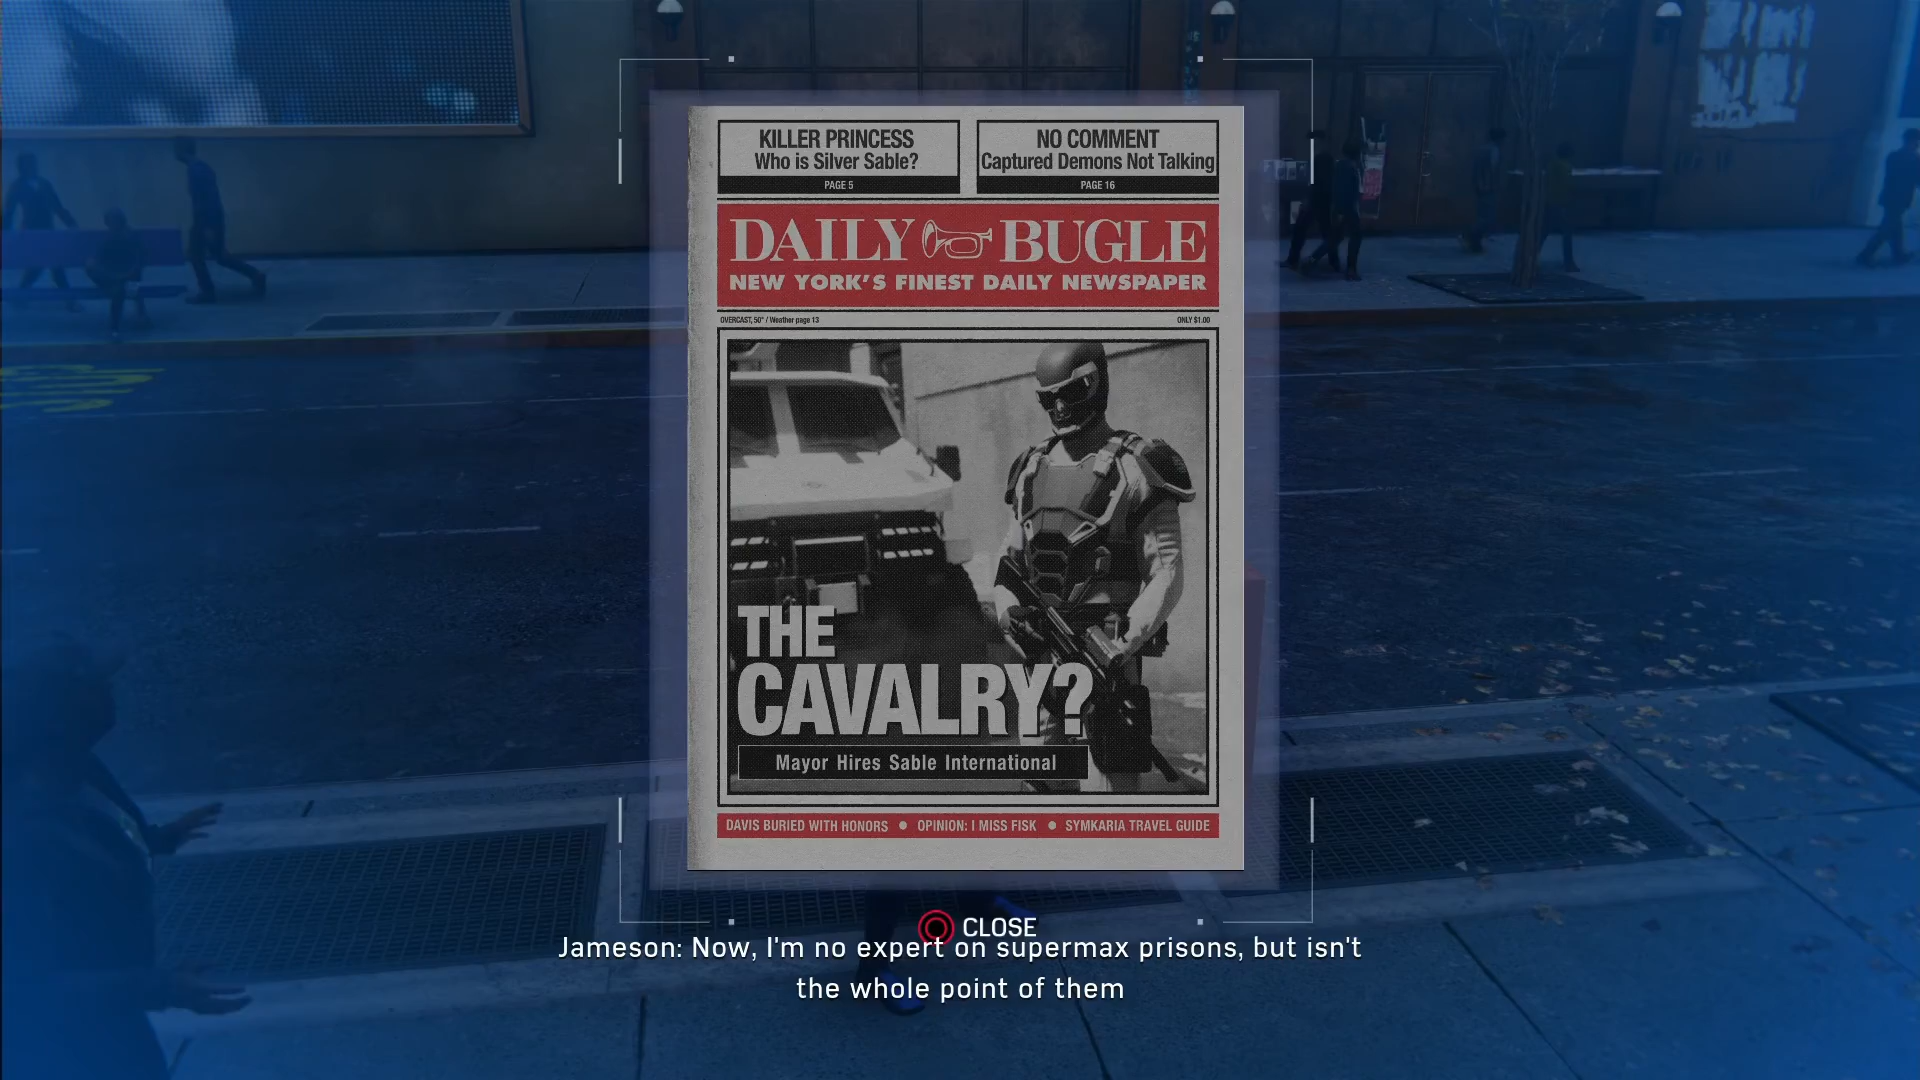 KILLER PRINCESS
Who is Silver Sable?
PAGE 5
NO COMMENT
Captured Demons Not Talking
PAGE 16
DAILY BUGLE
NEW YORK'S FINEST DAILY NEWSPAPER
OVERCAST, 50° / Weather page 13
ONLY $1.00
THE
CAVALRY?
Mayor Hires Sable International
DAVIS BURIED WITH HONORS ● OPINION: I MISS FISK ● SYMKARIA TRAVEL GUIDE
CLOSE
Jameson: Now, I'm no expert on supermax prisons, but isn't
the whole point of them